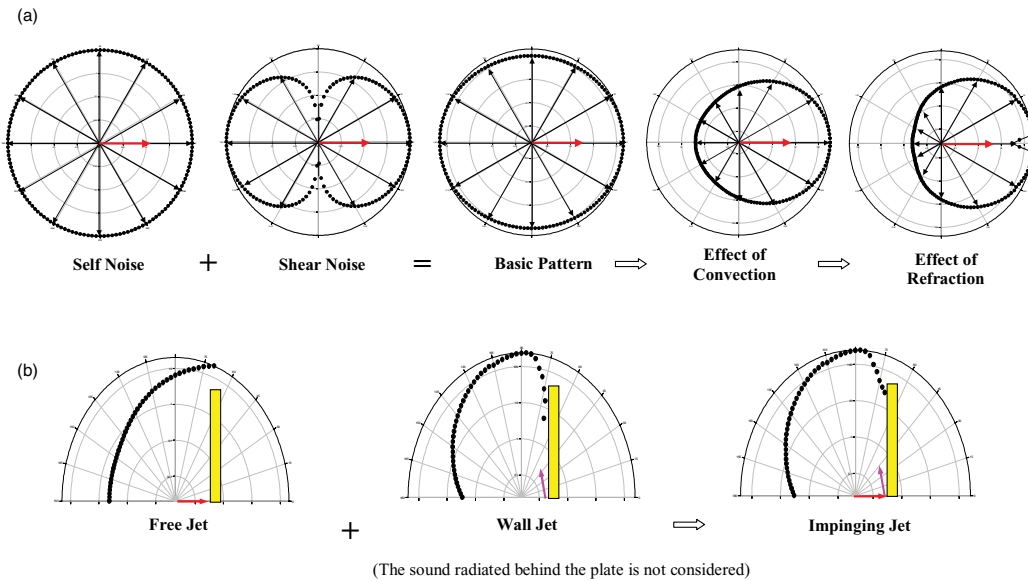 (a)
Self Noise
+
Shear Noise
=
Basic Pattern
Effect of
Convection
Effect of
Refraction
(b)
Free Jet
+
Wall Jet
Impinging Jet
(The sound radiated behind the plate is not considered)